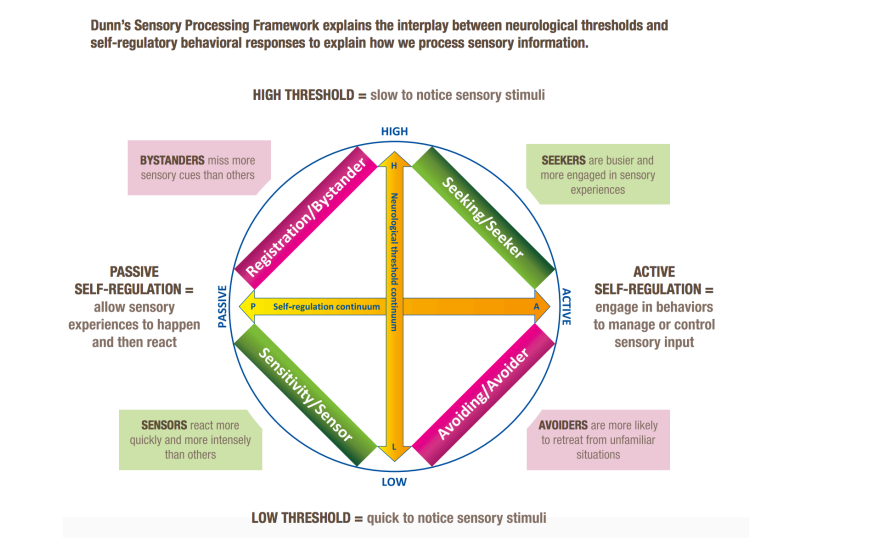 Dunn's Sensory Processing Framework explains the interplay between neurological thresholds and
self-regulatory behavioral responses to explain how we process sensory information.
HIGH THRESHOLD = slow to notice sensory stimuli
HIGH
BYSTANDERS miss more
sensory cues than others
SEEKERS are busier and
more engaged in sensory
experiences
H
Registration/Bystander
Seeking/Seeker
Neurological threshold continuum
PASSIVE
SELF-REGULATION =
allow sensory
experiences to happen
and then react
PASSIVE
P
Self-regulation continuum
A
ACTIVE
ACTIVE
SELF-REGULATION =
engage in behaviors
to manage or control
sensory input
Sensitivity/Sensor
Avoiding/Avoider
SENSORS react more
quickly and more intensely
than others
AVOIDERS are more likely
to retreat from unfamiliar
situations
L
LOW
LOW THRESHOLD = quick to notice sensory stimuli